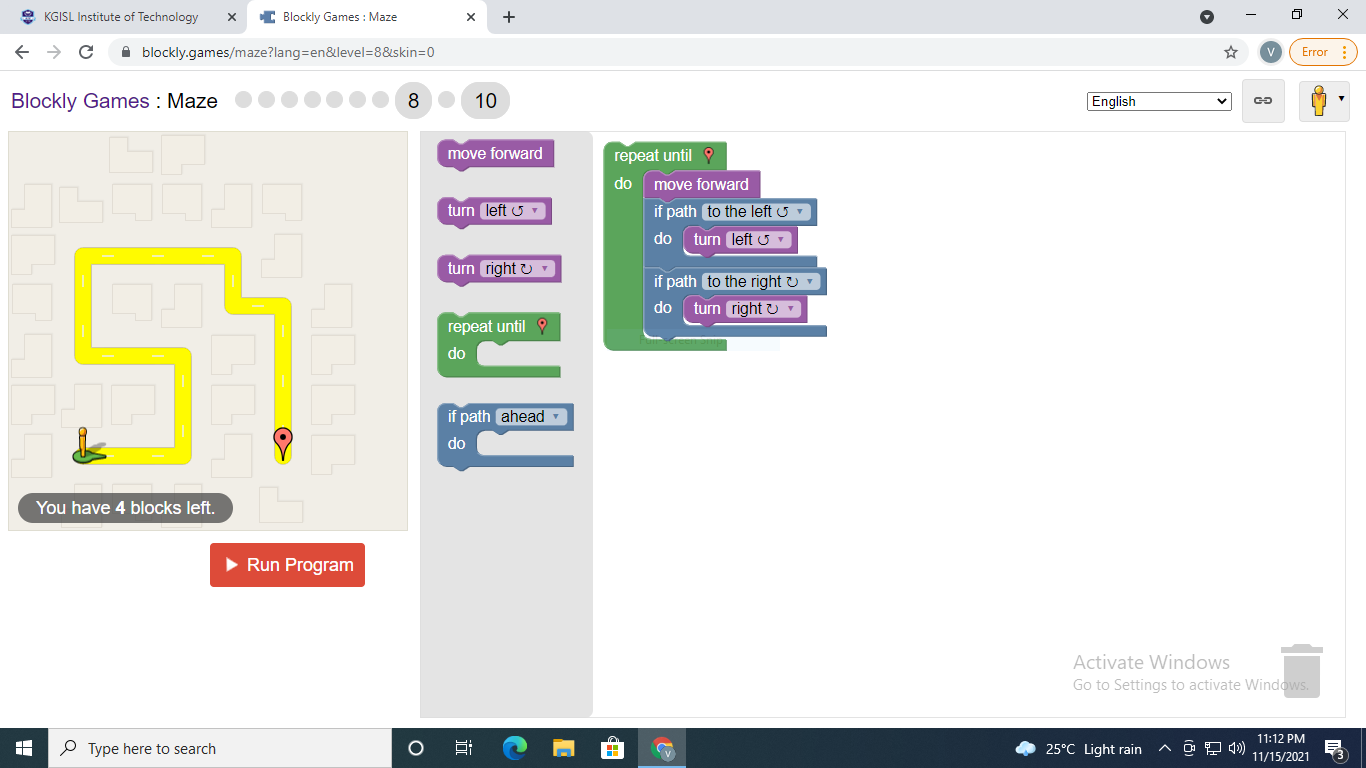 KGISL Institute of Technology
Blockly Games : Maze
blockly.games/maze?lang=en&level=8&skin=0
V
Error
Blockly Games : Maze
8
10
English
move forward
turn left ↺
turn right ↻
repeat until
do
if path ahead
do
repeat until
do
move forward
if path to the left ↺
do
turn left ↺
if path to the right ↻
do
turn right ↻
Full-screen Snip
You have 4 blocks left.
Run Program
Activate Windows
Go to Settings to activate Windows.
Type here to search
V
25°C Light rain
11:12 PM
11/15/2021
3